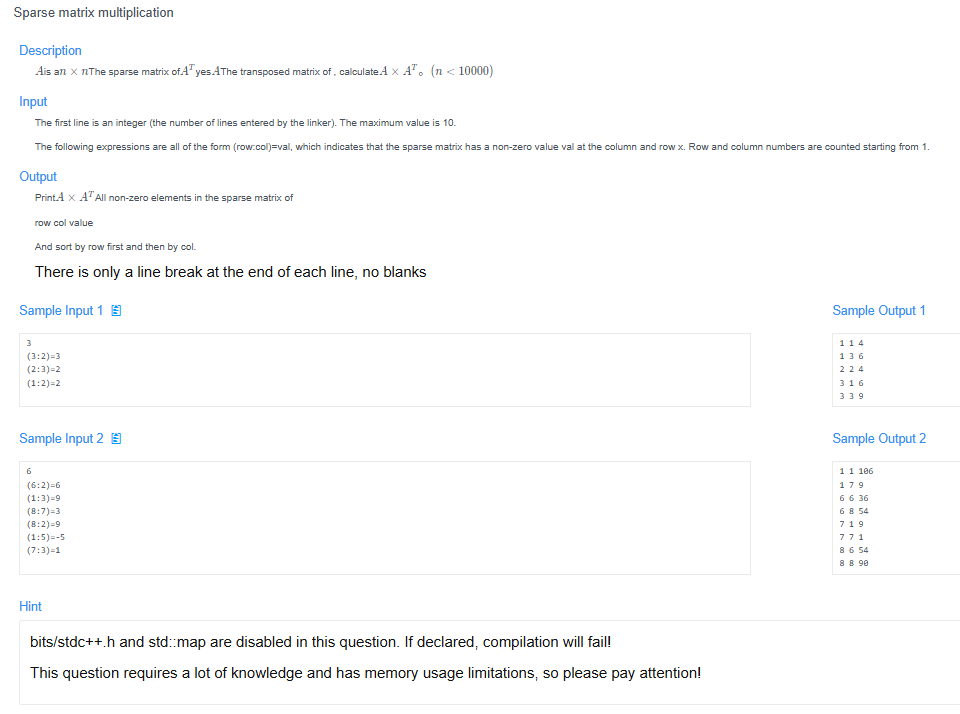 Sparse matrix multiplication
Description
Ais an × nThe sparse matrix ofA^T yesAThe transposed matrix of , calculateA × A^T 。 (n < 10000)
Input
The first line is an integer (the number of lines entered by the linker). The maximum value is 10.
The following expressions are all of the form (row:col)=val, which indicates that the sparse matrix has a non-zero value val at the column and row x. Row and column numbers are counted starting from 1.
Output
PrintA × A^T All non-zero elements in the sparse matrix of
row col value
And sort by row first and then by col.
There is only a line break at the end of each line, no blanks
Sample Input 1
3
(3:2)=3
(2:3)=2
(1:2)=2
Sample Output 1
1 1 4
1 3 6
2 2 4
3 1 6
3 3 9
Sample Input 2
6
(6:2)=6
(1:3)=9
(8:7)=3
(8:2)=9
(1:5)=-5
(7:3)=1
Sample Output 2
1 1 106
1 7 9
6 6 36
6 8 54
7 1 9
7 7 1
8 6 54
8 8 90
Hint
bits/stdc++.h and std::map are disabled in this question. If declared, compilation will fail!
This question requires a lot of knowledge and has memory usage limitations, so please pay attention!